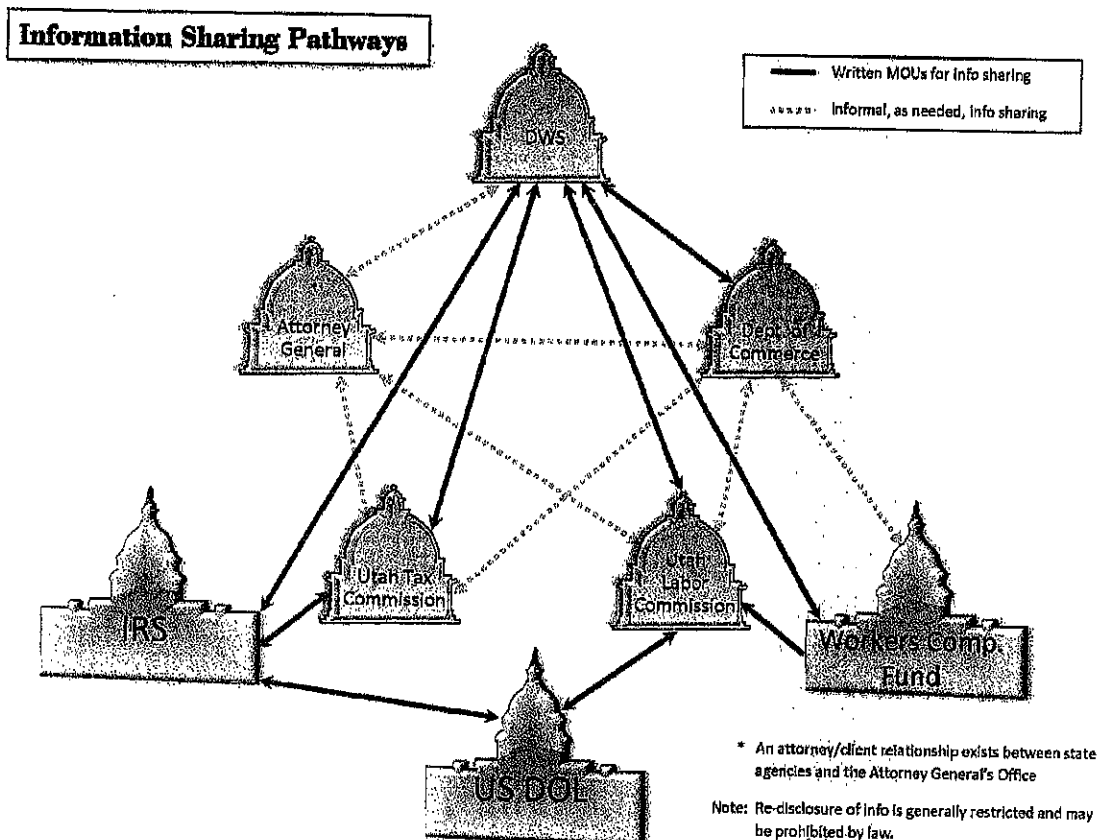 Information Sharing Pathways
Written MOUs for info sharing
Informal, as needed, info sharing
DWS
Attorney
General
Dept. of
Commerce
Utah Tax
Commission
Utah
Labor
Commission
IRS
Workers Comp.
Fund
US DOL
* An attorney/client relationship exists between state
agencies and the Attorney General's Office
Note: Re-disclosure of info is generally restricted and may
be prohibited by law.